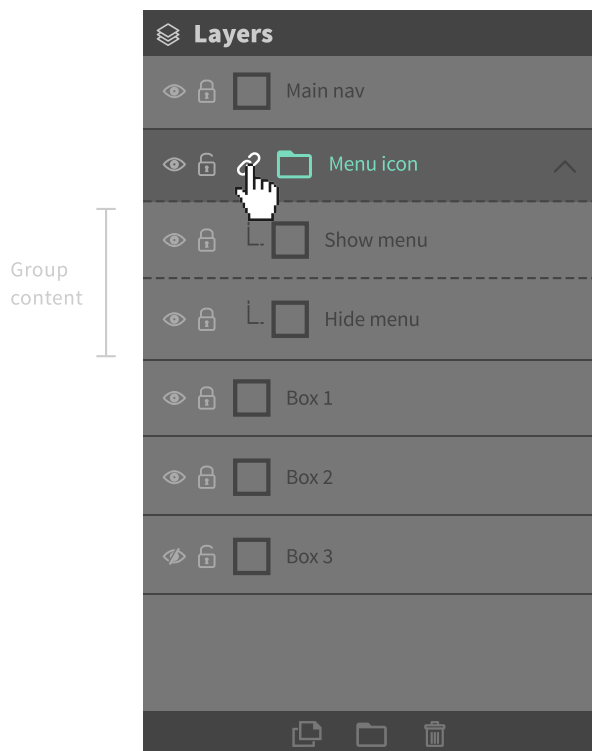 Layers
Main nav
Menu icon
Group
content
Show menu
Hide menu
Box 1
Box 2
Box 3